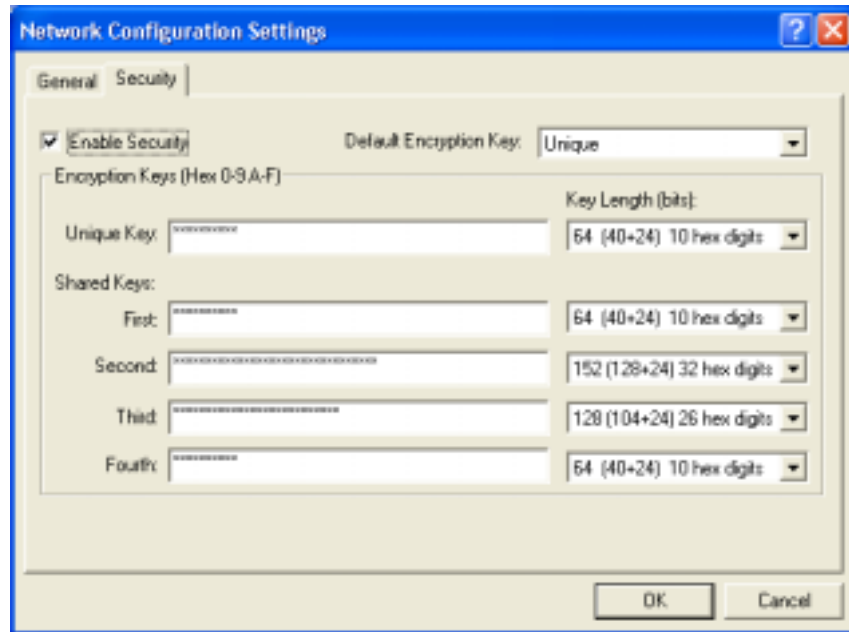 Network Configuration Settings
General Security
Enable Security Default Encryption Key: Unique
Encryption Keys (Hex 0-9 A-F)
Key Length (bits):
Unique Key: ********** 64 (40+24) 10 hex digits
Shared Keys:
First: ********** 64 (40+24) 10 hex digits
Second: ******************************** 152 (128+24) 32 hex digits
Third: ************************** 128 (104+24) 26 hex digits
Fourth: ********** 64 (40+24) 10 hex digits
OK Cancel